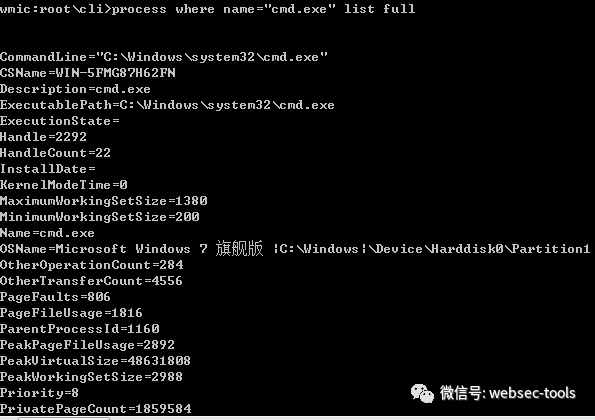 wmic:root\cli>process where name="cmd.exe" list full
CommandLine="C:\Windows\system32\cmd.exe"
CSName=WIN-5FMG87H62FN
Description=cmd.exe
ExecutablePath=C:\Windows\system32\cmd.exe
ExecutionState=
Handle=2292
HandleCount=22
InstallDate=
KernelModeTime=0
MaximumWorkingSetSize=1380
MinimumWorkingSetSize=200
Name=cmd.exe
OSName=Microsoft Windows 7 旗舰版 |C:\Windows|\Device\Harddisk0\Partition1
OtherOperationCount=284
OtherTransferCount=4556
PageFaults=806
PageFileUsage=1816
ParentProcessId=1160
PeakPageFileUsage=2892
PeakVirtualSize=48631808
PeakWorkingSetSize=2988
Priority=8
PrivatePageCount=1859584
微信号: websec-tools